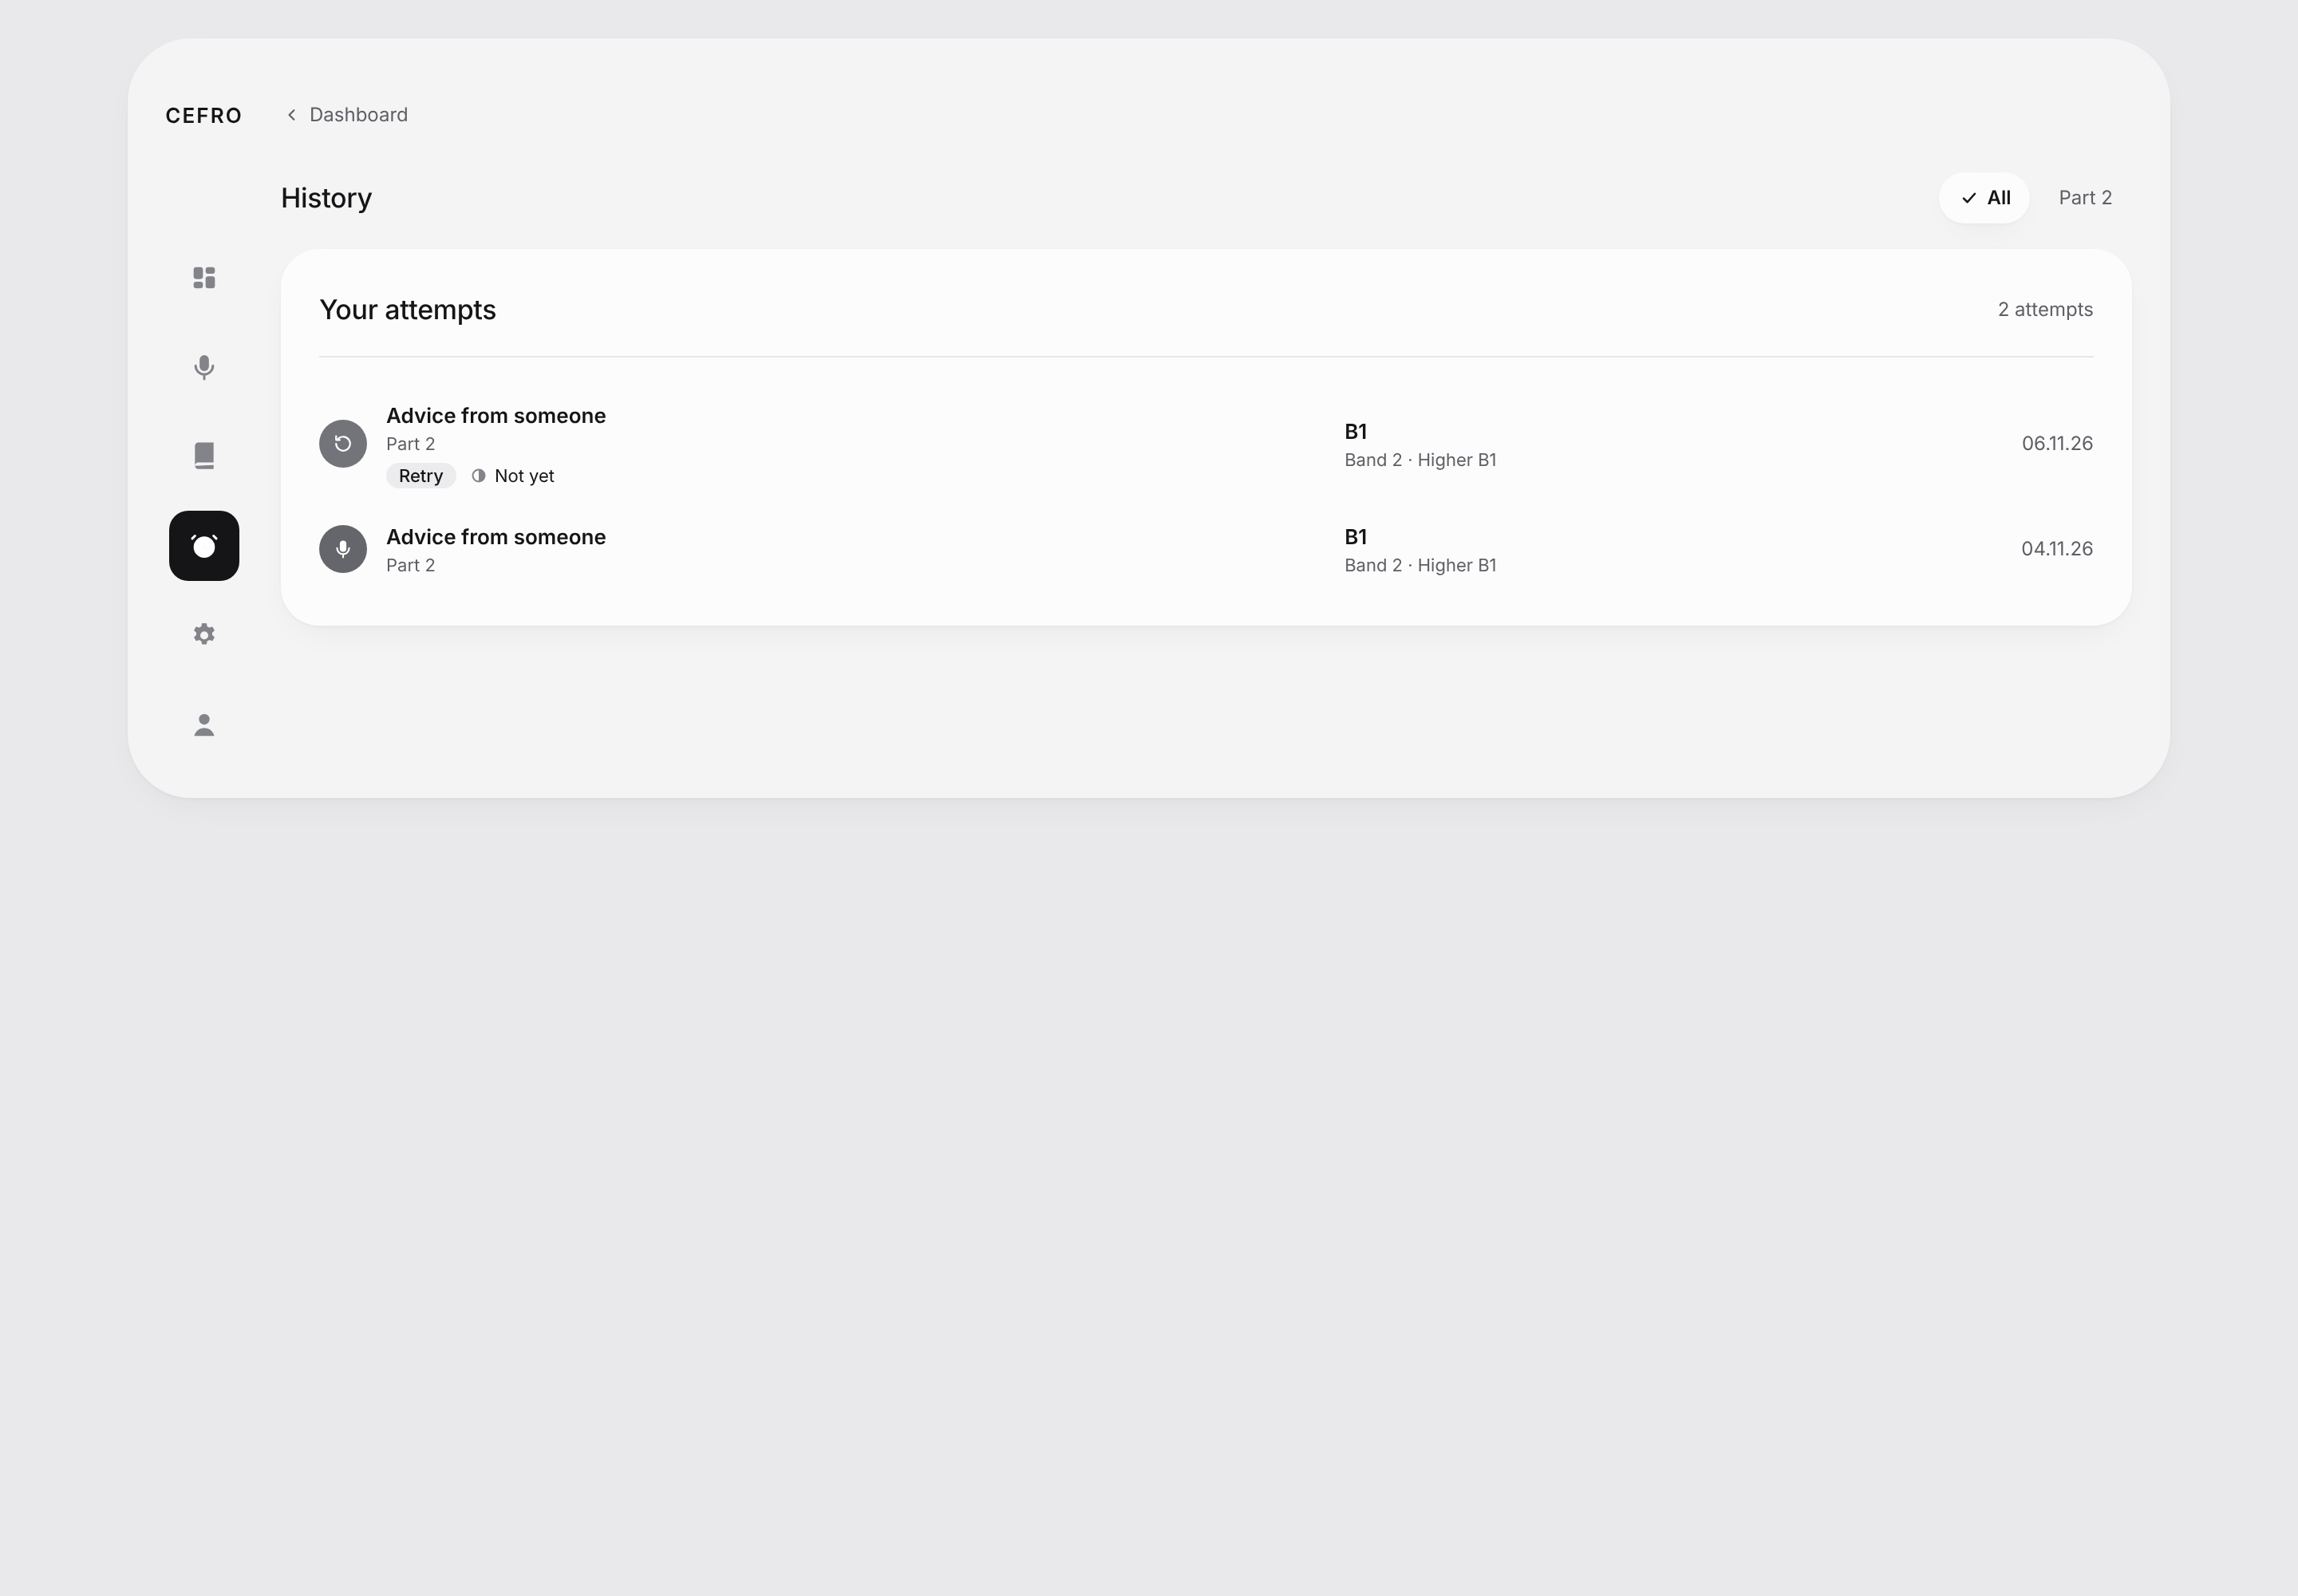 CEFRO
Dashboard
History
All
Part 2
Your attempts
2 attempts
Advice from someone
Part 2
Retry
Not yet
B1
Band 2 · Higher B1
06.11.26
Advice from someone
Part 2
B1
Band 2 · Higher B1
04.11.26